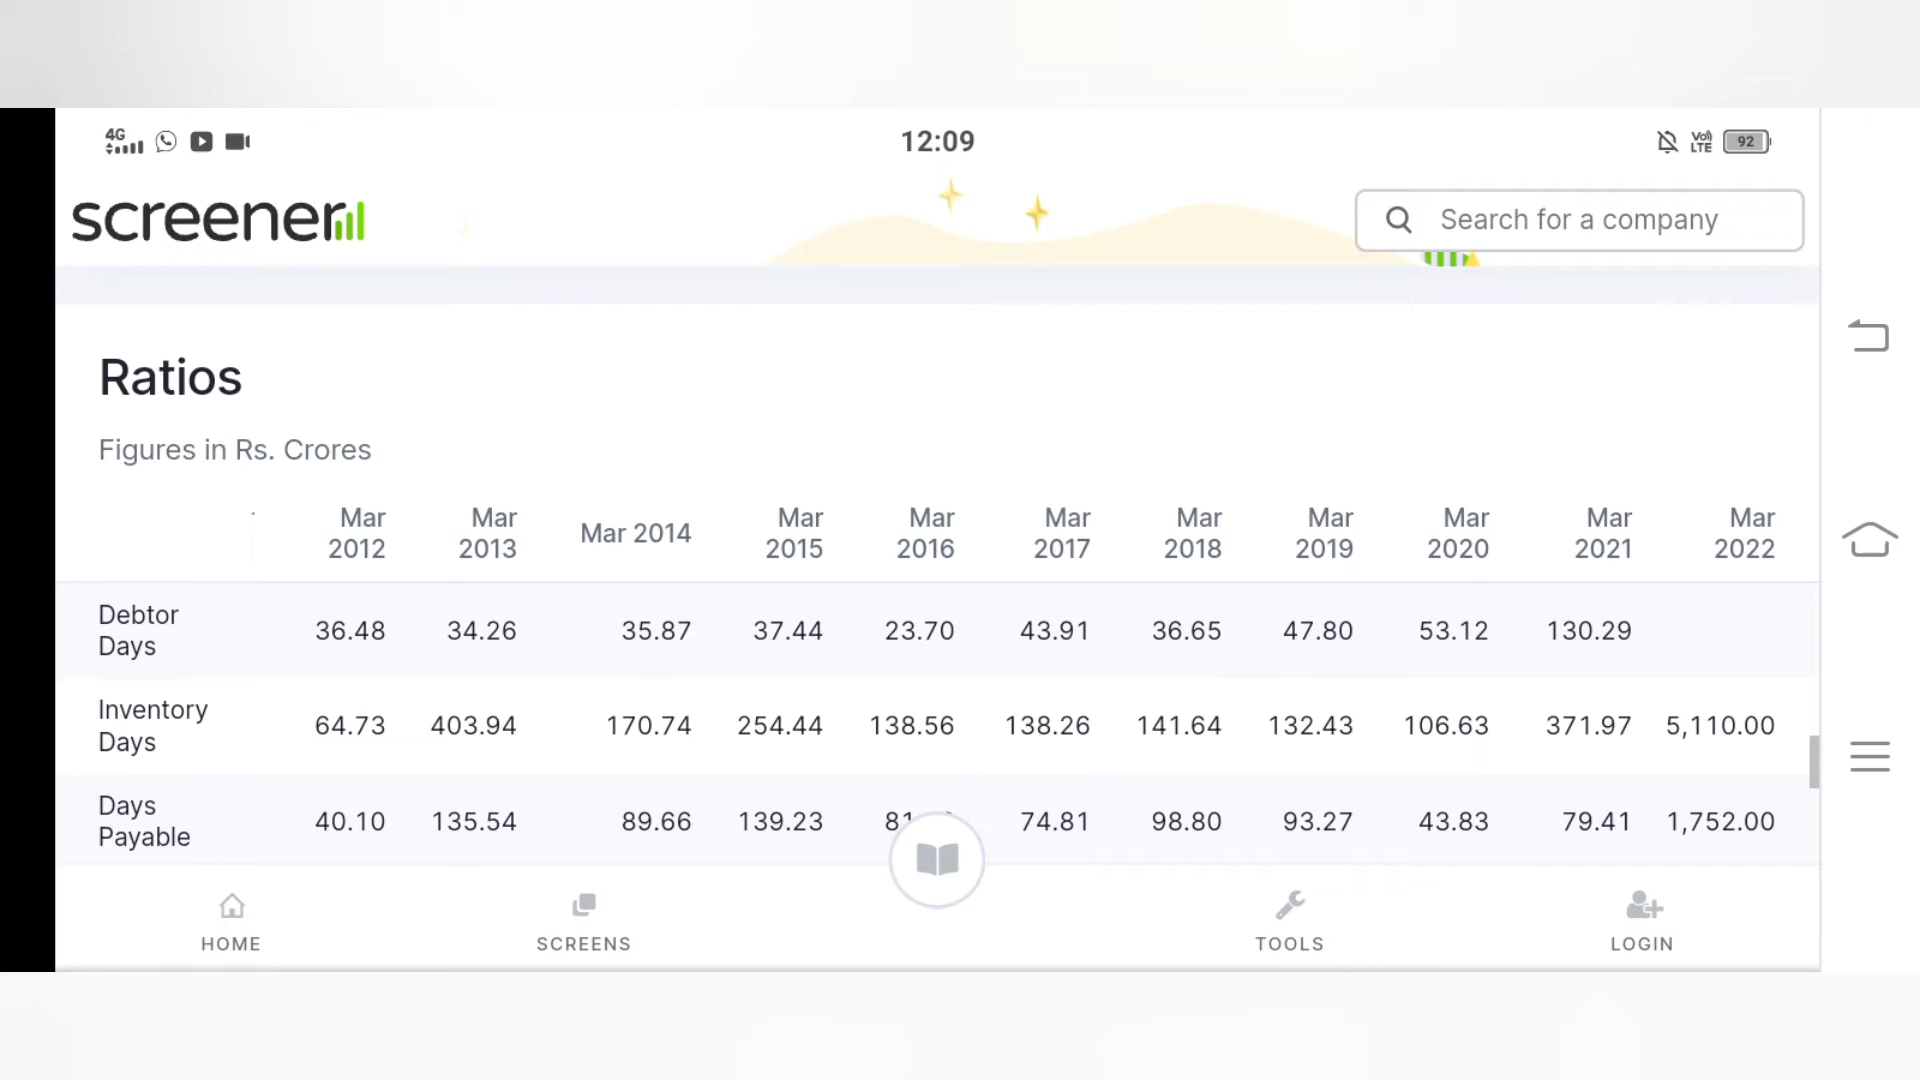 4G 12:09 Vo) LTE 92
screener Search for a company
Ratios
Figures in Rs. Crores
Mar 2012 Mar 2013 Mar 2014 Mar 2015 Mar 2016 Mar 2017 Mar 2018 Mar 2019 Mar 2020 Mar 2021 Mar 2022
Debtor Days 36.48 34.26 35.87 37.44 23.70 43.91 36.65 47.80 53.12 130.29
Inventory Days 64.73 403.94 170.74 254.44 138.56 138.26 141.64 132.43 106.63 371.97 5,110.00
Days Payable 40.10 135.54 89.66 139.23 74.81 98.80 93.27 43.83 79.41 1,752.00
HOME SCREENS TOOLS LOGIN